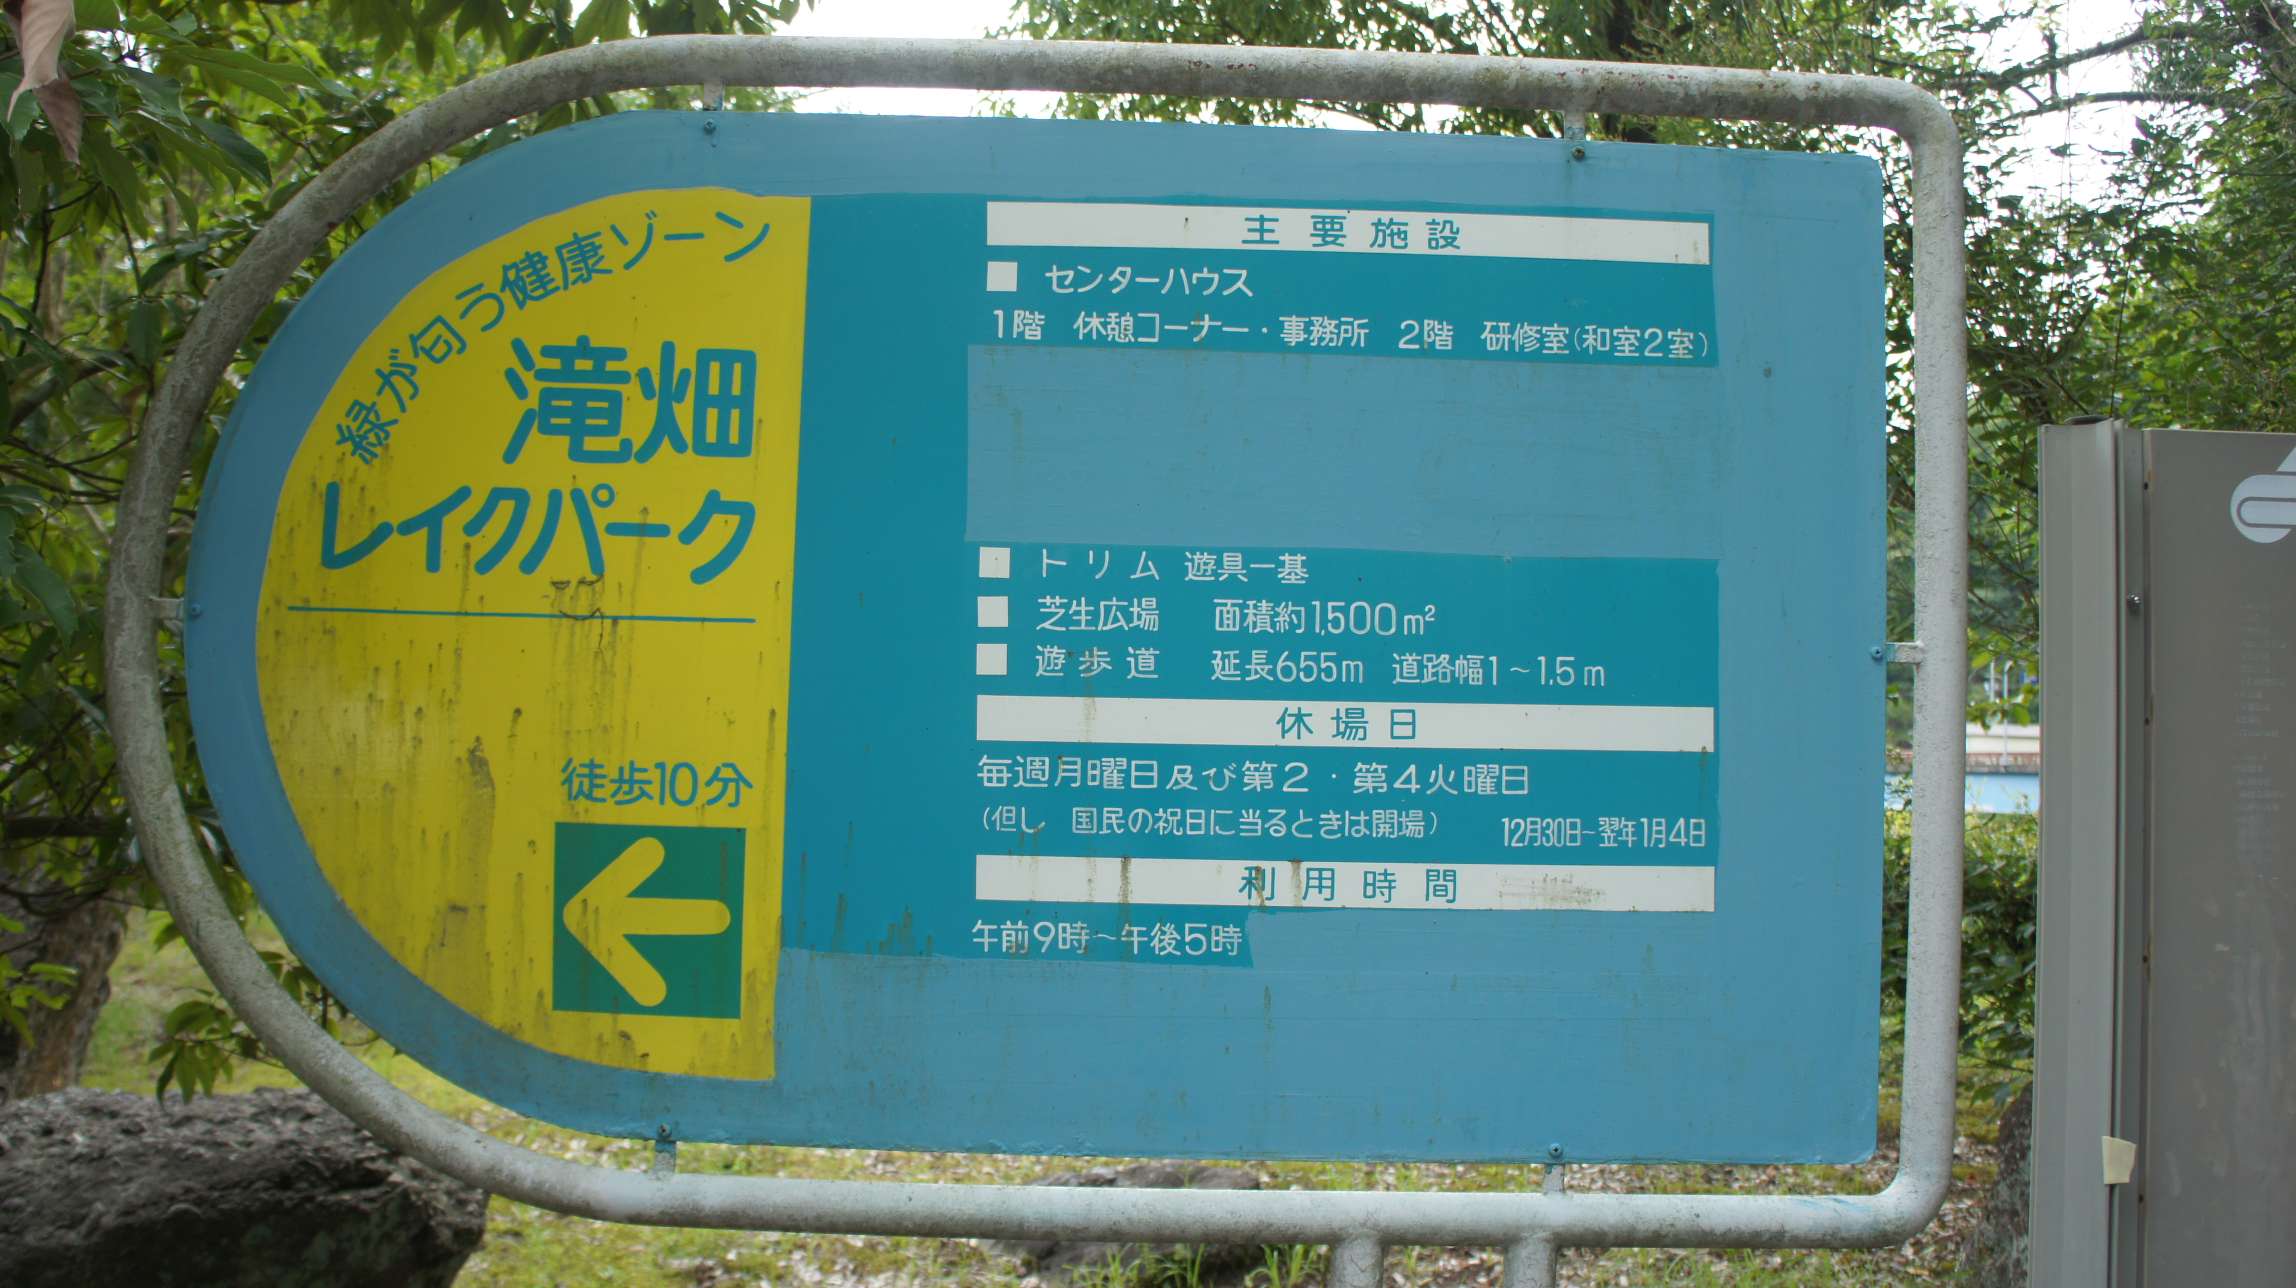 緑が匂う健康ゾーン
滝畑
レイクパーク
徒歩10分
主要施設
■ センターハウス
1階 休憩コーナー・事務所 2階 研修室(和室2室)
■ トリム 遊具一基
■ 芝生広場 面積約1,500m²
■ 遊歩道 延長655m 道路幅1～1.5m
休場日
毎週月曜日及び第2・第4火曜日
(但し 国民の祝日に当るときは開場) 12月30日~翌年1月4日
利用時間
午前9時～午後5時